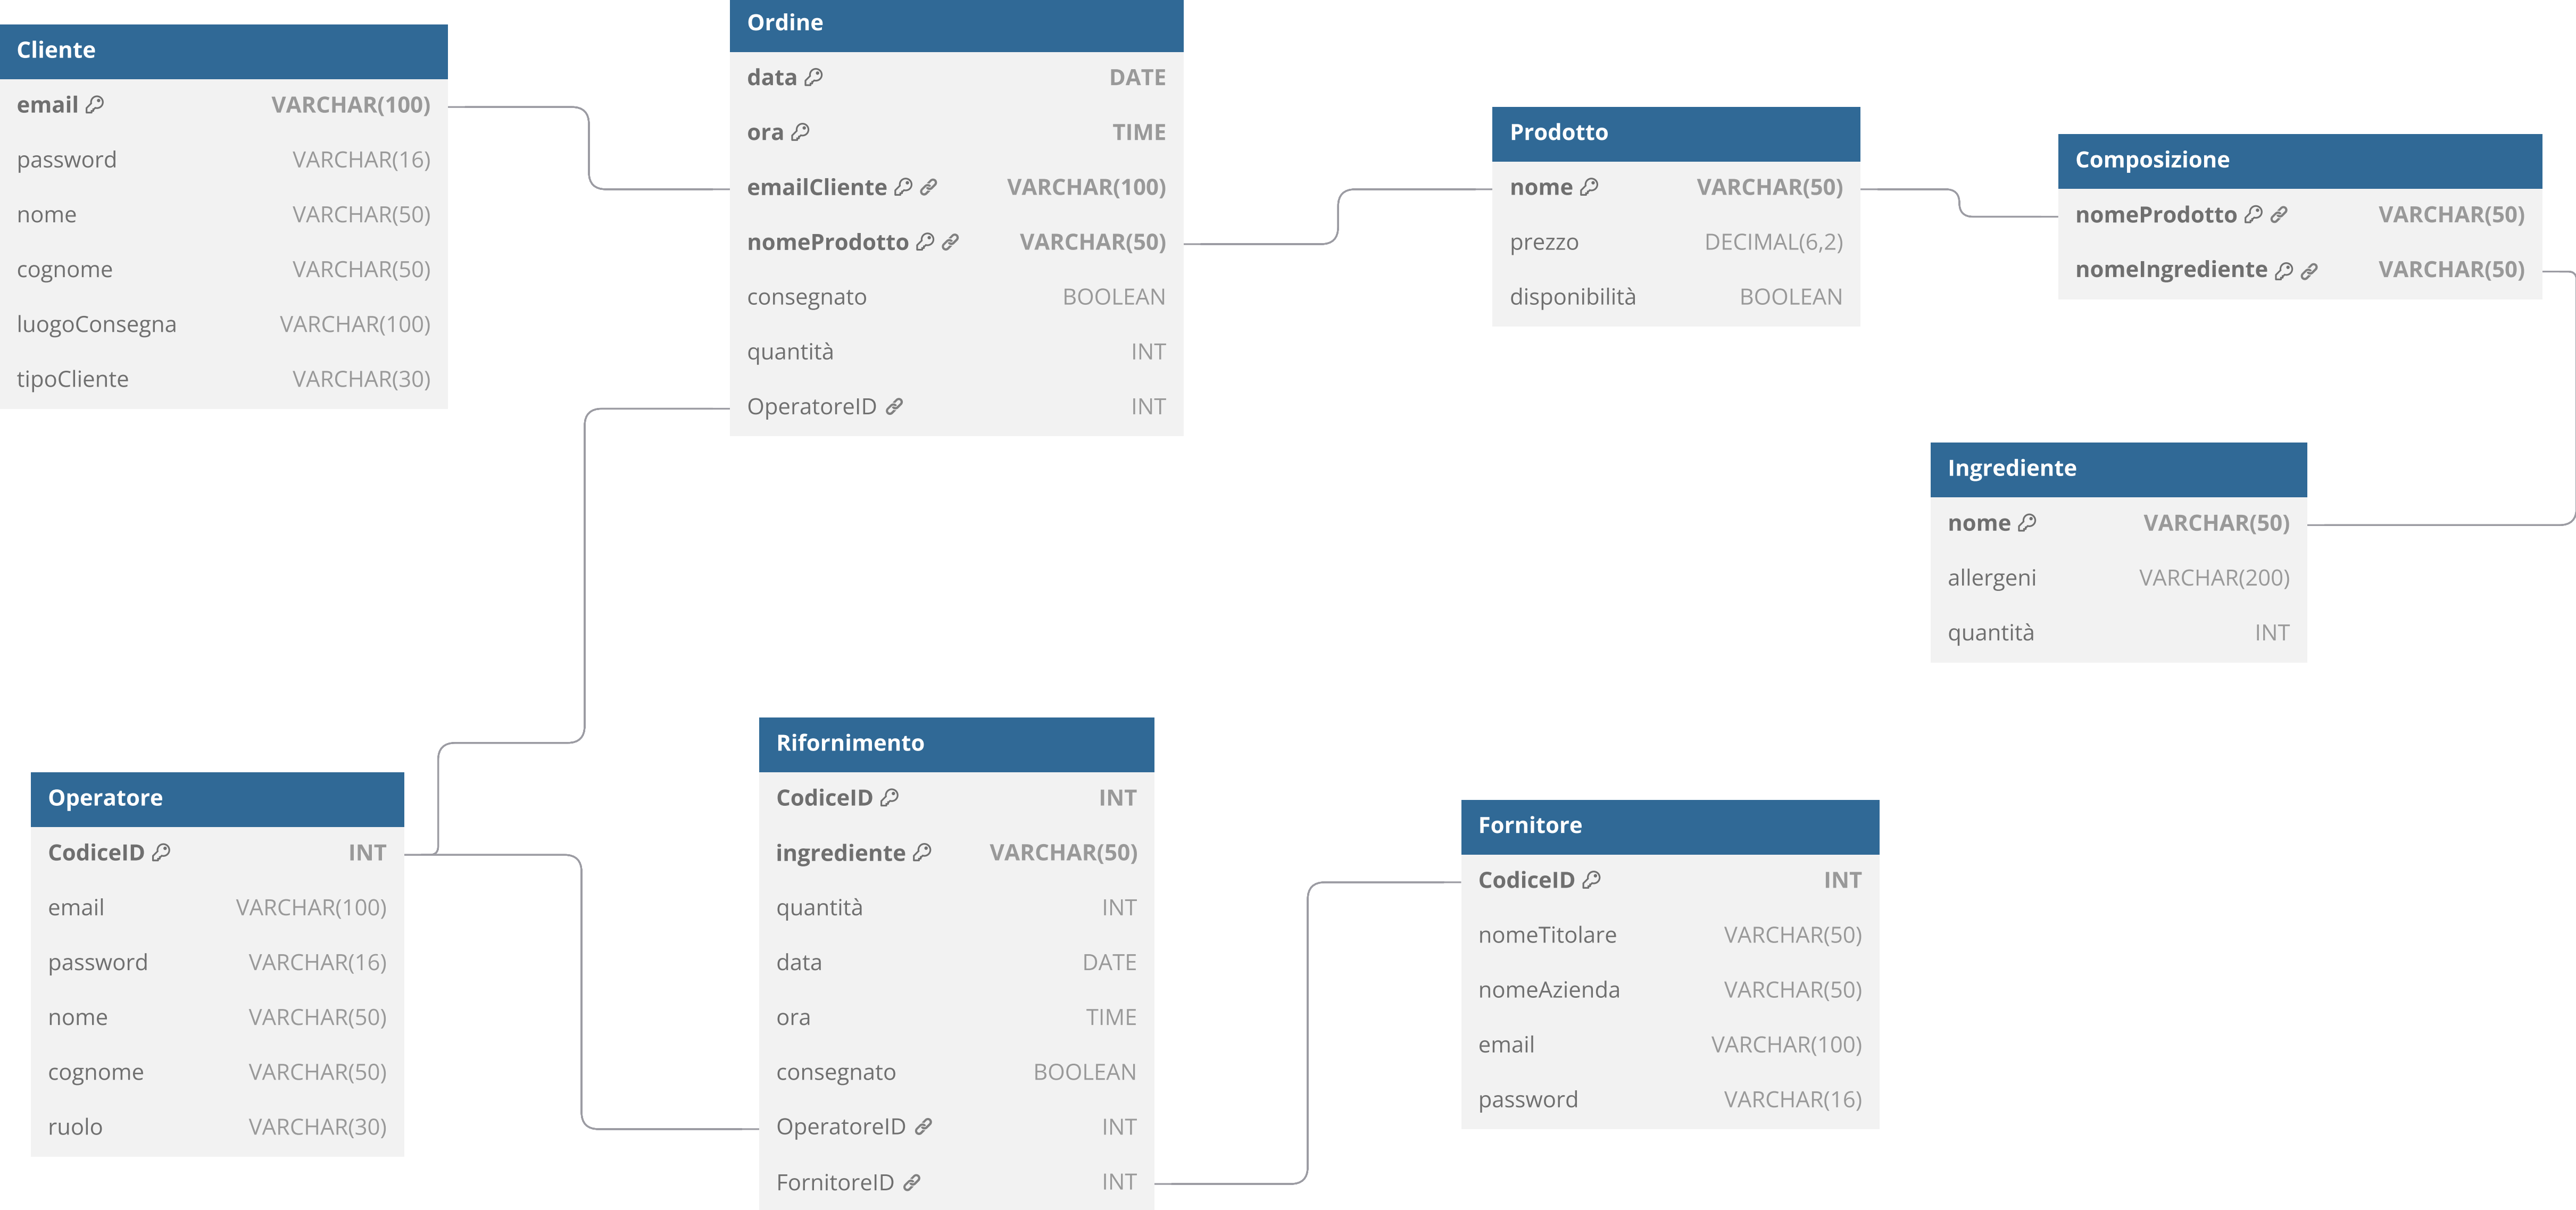 Cliente
email VARCHAR(100)
password VARCHAR(16)
nome VARCHAR(50)
cognome VARCHAR(50)
luogoConsegna VARCHAR(100)
tipoCliente VARCHAR(30)
Ordine
data DATE
ora TIME
emailCliente VARCHAR(100)
nomeProdotto VARCHAR(50)
consegnato BOOLEAN
quantità INT
OperatoreID INT
Prodotto
nome VARCHAR(50)
prezzo DECIMAL(6,2)
disponibilità BOOLEAN
Composizione
nomeProdotto VARCHAR(50)
nomeIngrediente VARCHAR(50)
Ingrediente
nome VARCHAR(50)
allergeni VARCHAR(200)
quantità INT
Operatore
CodiceID INT
email VARCHAR(100)
password VARCHAR(16)
nome VARCHAR(50)
cognome VARCHAR(50)
ruolo VARCHAR(30)
Rifornimento
CodiceID INT
ingrediente VARCHAR(50)
quantità INT
data DATE
ora TIME
consegnato BOOLEAN
OperatoreID INT
FornitoreID INT
Fornitore
CodiceID INT
nomeTitolare VARCHAR(50)
nomeAzienda VARCHAR(50)
email VARCHAR(100)
password VARCHAR(16)